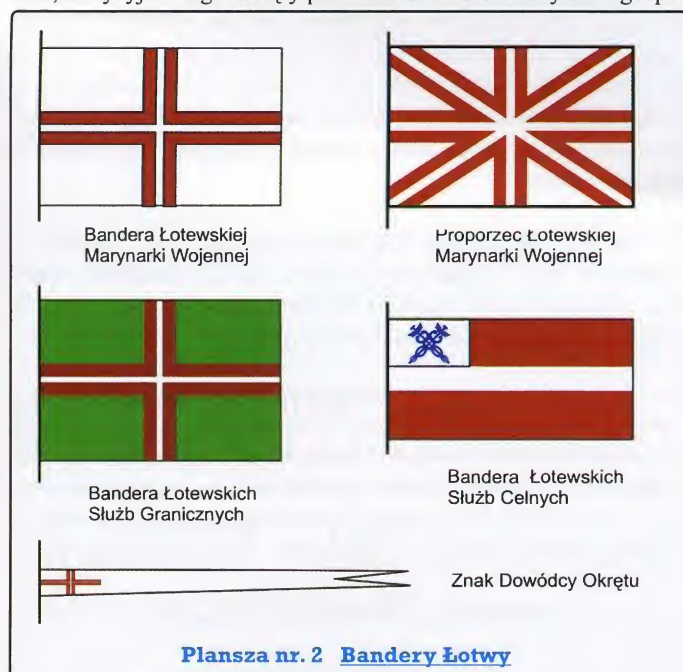 Bandera Łotewskiej
Marynarki Wojennej
Proporzec Łotewskiej
Marynarki Wojennej
Bandera Łotewskich
Służb Granicznych
Bandera Łotewskich
Służb Celnych
Znak Dowódcy Okrętu
Plansza nr. 2 Bandery Łotwy